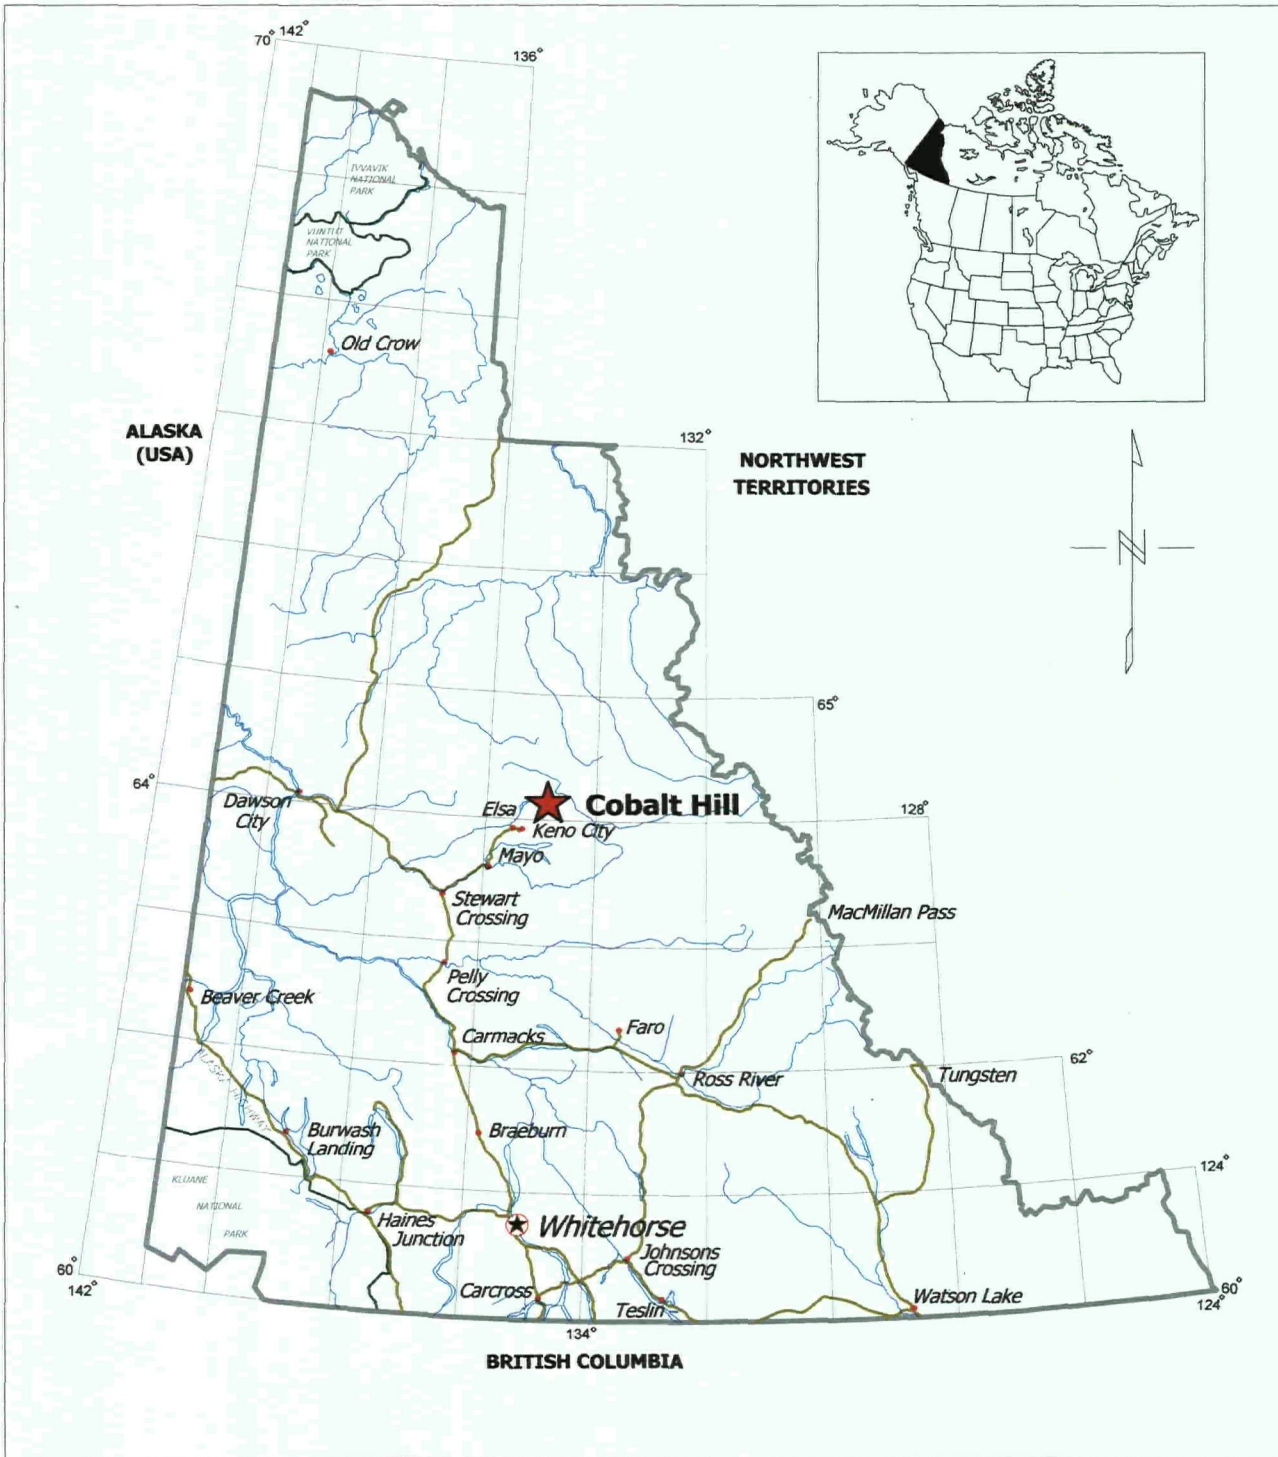 70° 142°
136°
IVVAVIK
NATIONAL
PARK
VUNTUT
NATIONAL
PARK
Old Crow
ALASKA
(USA)
132°
NORTHWEST
TERRITORIES
N
65°
64°
Dawson
City
Elsa
Cobalt Hill
128°
Keno City
Mayo
Stewart
Crossing
MacMillan Pass
Pelly
Crossing
Beaver Creek
Carmacks
Faro
62°
ALASKA HIGHWAY
Ross River
Tungsten
Burwash
Landing
Braeburn
124°
KLUANE
NATIONAL
PARK
Haines
Junction
Whitehorse
Johnsons
Crossing
60°
142°
Carcross
Teslin
Watson Lake
60°
124°
134°
BRITISH COLUMBIA